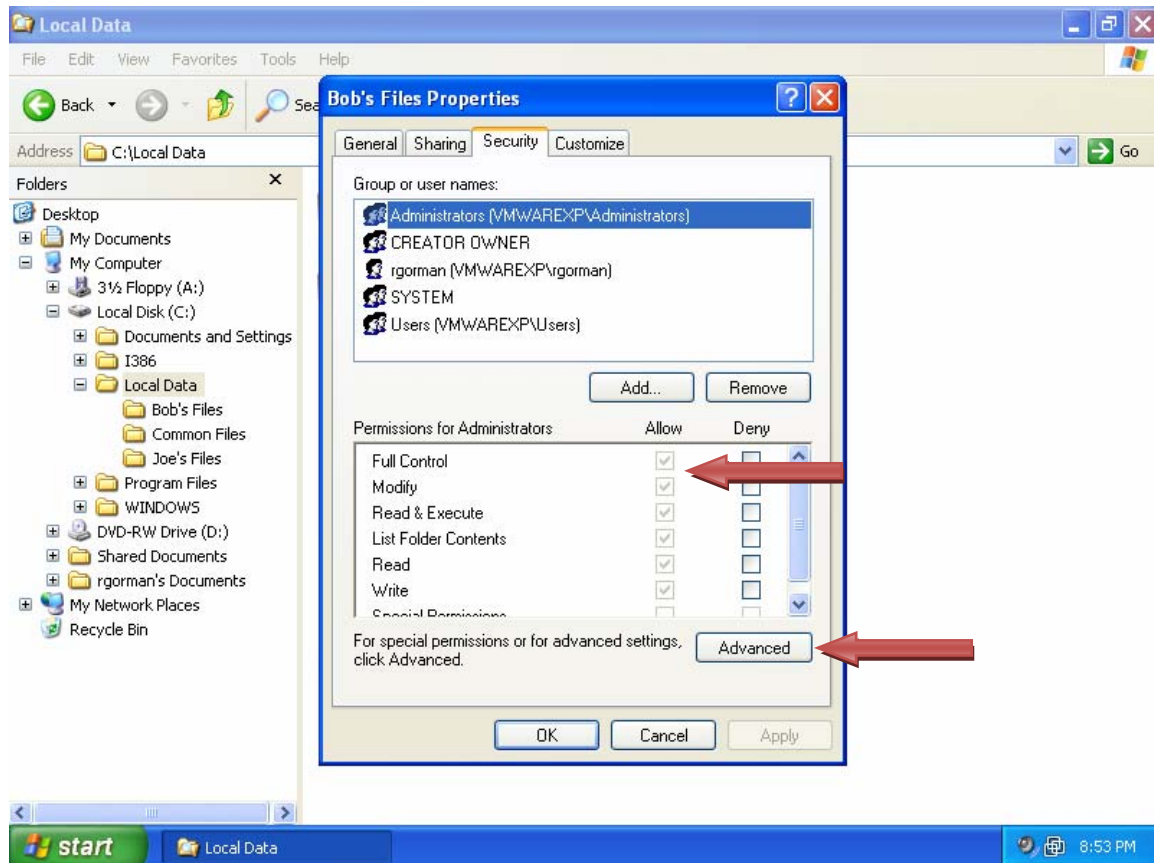 Local Data
File Edit View Favorites Tools Help
Back Sea
Address C:\Local Data Go
Folders
Desktop
My Documents
My Computer
3½ Floppy (A:)
Local Disk (C:)
Documents and Settings
I386
Local Data
Bob's Files
Common Files
Joe's Files
Program Files
WINDOWS
DVD-RW Drive (D:)
Shared Documents
rgorman's Documents
My Network Places
Recycle Bin
Bob's Files Properties
General Sharing Security Customize
Group or user names:
Administrators (VMWAREXP\Administrators)
CREATOR OWNER
rgorman (VMWAREXP\rgorman)
SYSTEM
Users (VMWAREXP\Users)
Add... Remove
Permissions for Administrators Allow Deny
Full Control
Modify
Read & Execute
List Folder Contents
Read
Write
Special Permissions
For special permissions or for advanced settings,
click Advanced.
Advanced
OK Cancel Apply
start Local Data 8:53 PM